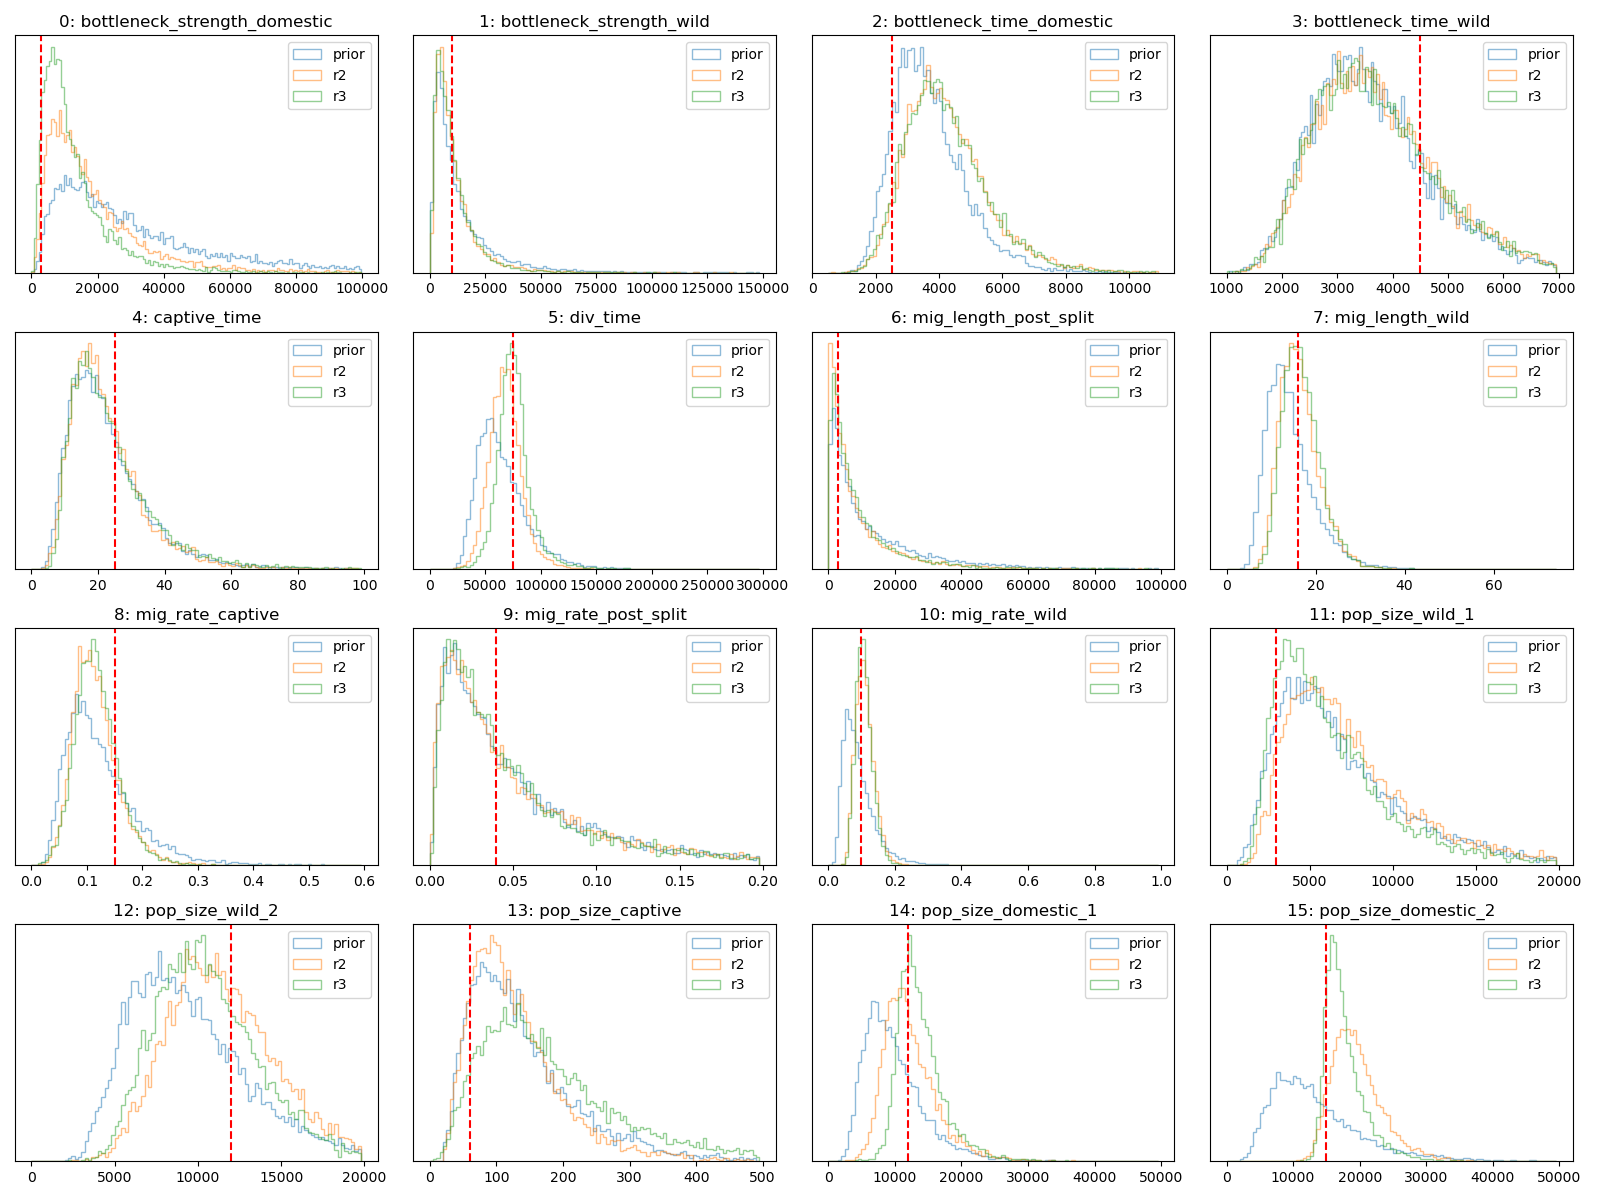 0: bottleneck_strength_domestic
prior
r2
r3
0 20000 40000 60000 80000 100000
1: bottleneck_strength_wild
prior
r2
r3
0 25000 50000 75000 100000 125000 150000
2: bottleneck_time_domestic
prior
r2
r3
0 2000 4000 6000 8000 10000
3: bottleneck_time_wild
prior
r2
r3
1000 2000 3000 4000 5000 6000 7000
4: captive_time
prior
r2
r3
0 20 40 60 80 100
5: div_time
prior
r2
r3
0 50000 100000 150000 200000 250000 300000
6: mig_length_post_split
prior
r2
r3
0 20000 40000 60000 80000 100000
7: mig_length_wild
prior
r2
r3
0 20 40 60
8: mig_rate_captive
prior
r2
r3
0.0 0.1 0.2 0.3 0.4 0.5 0.6
9: mig_rate_post_split
prior
r2
r3
0.00 0.05 0.10 0.15 0.20
10: mig_rate_wild
prior
r2
r3
0.0 0.2 0.4 0.6 0.8 1.0
11: pop_size_wild_1
prior
r2
r3
0 5000 10000 15000 20000
12: pop_size_wild_2
prior
r2
r3
0 5000 10000 15000 20000
13: pop_size_captive
prior
r2
r3
0 100 200 300 400 500
14: pop_size_domestic_1
prior
r2
r3
0 10000 20000 30000 40000 50000
15: pop_size_domestic_2
prior
r2
r3
0 10000 20000 30000 40000 50000